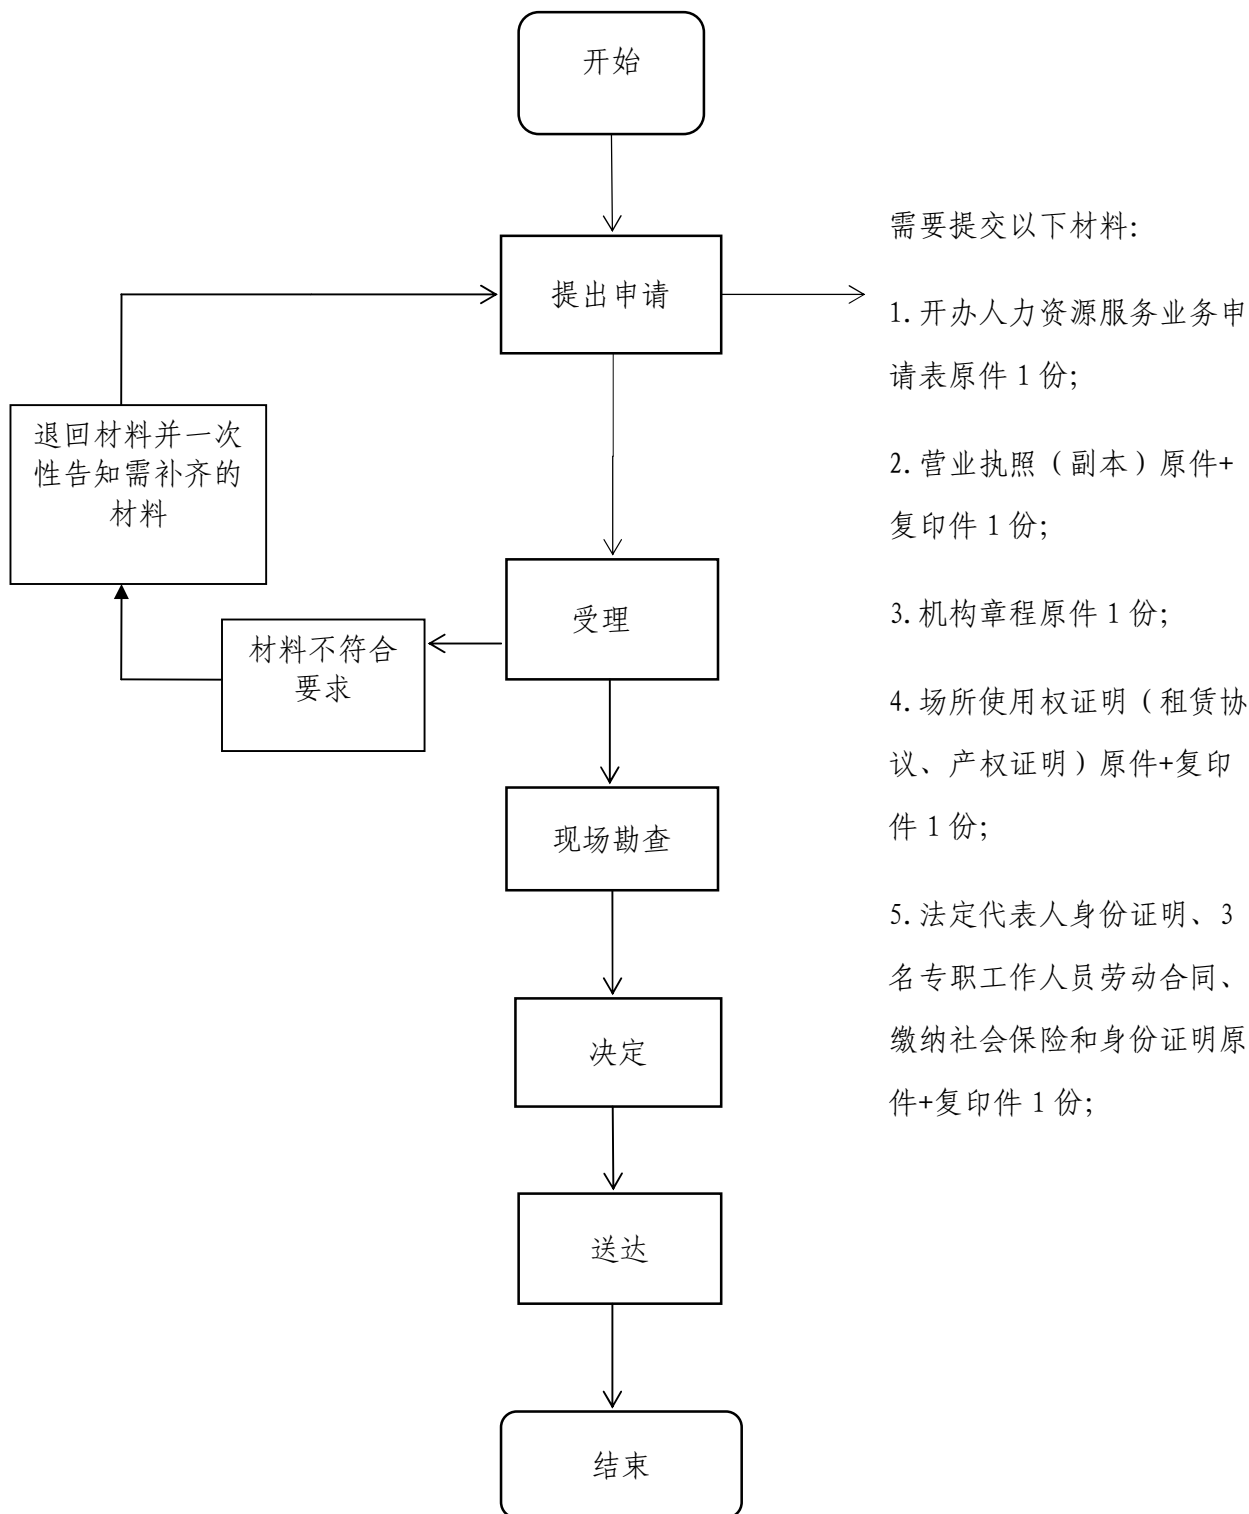 开始
需要提交以下材料:
提出申请
1.开办人力资源服务业务申
请表原件 1 份;
退回材料并一次
性告知需补齐的
材料
2.营业执照（副本）原件+
复印件 1 份;
受理
3.机构章程原件 1 份;
材料不符合
要求
4.场所使用权证明（租赁协
议、产权证明）原件+复印
件 1 份;
现场勘查
5.法定代表人身份证明、3
名专职工作人员劳动合同、
缴纳社会保险和身份证明原
件+复印件 1 份;
决定
送达
结束